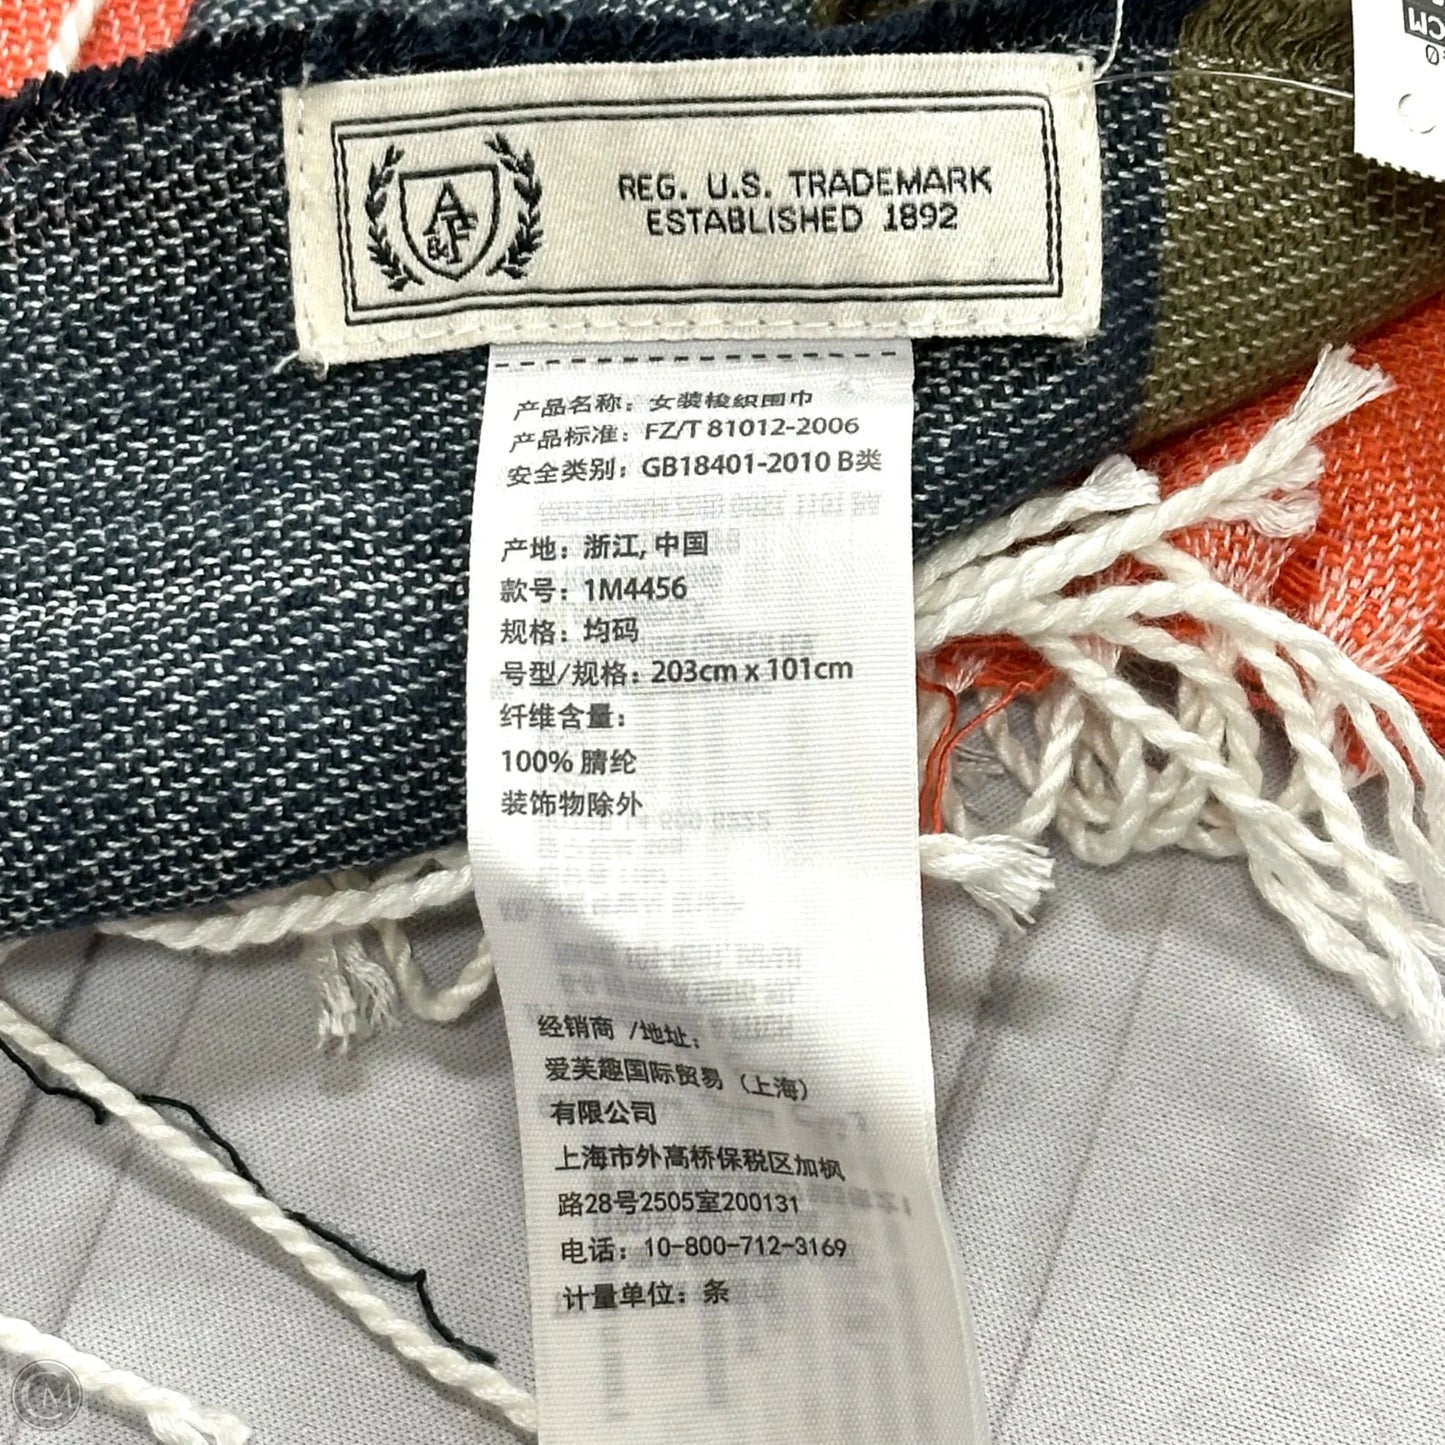 A
&F
REG. U.S. TRADEMARK
ESTABLISHED 1892
产品名称：女装梭织围巾
产品标准：FZ/T 81012-2006
安全类别：GB18401-2010 B类
产地：浙江, 中国
款号：1M4456
规格：均码
号型/规格：203cm x 101cm
纤维含量：
100% 腈纶
装饰物除外
经销商 /地址：
爱芙趣国际贸易（上海）
有限公司
上海市外高桥保税区加枫
路28号2505室200131
电话：10-800-712-3169
计量单位：条
CM
CM